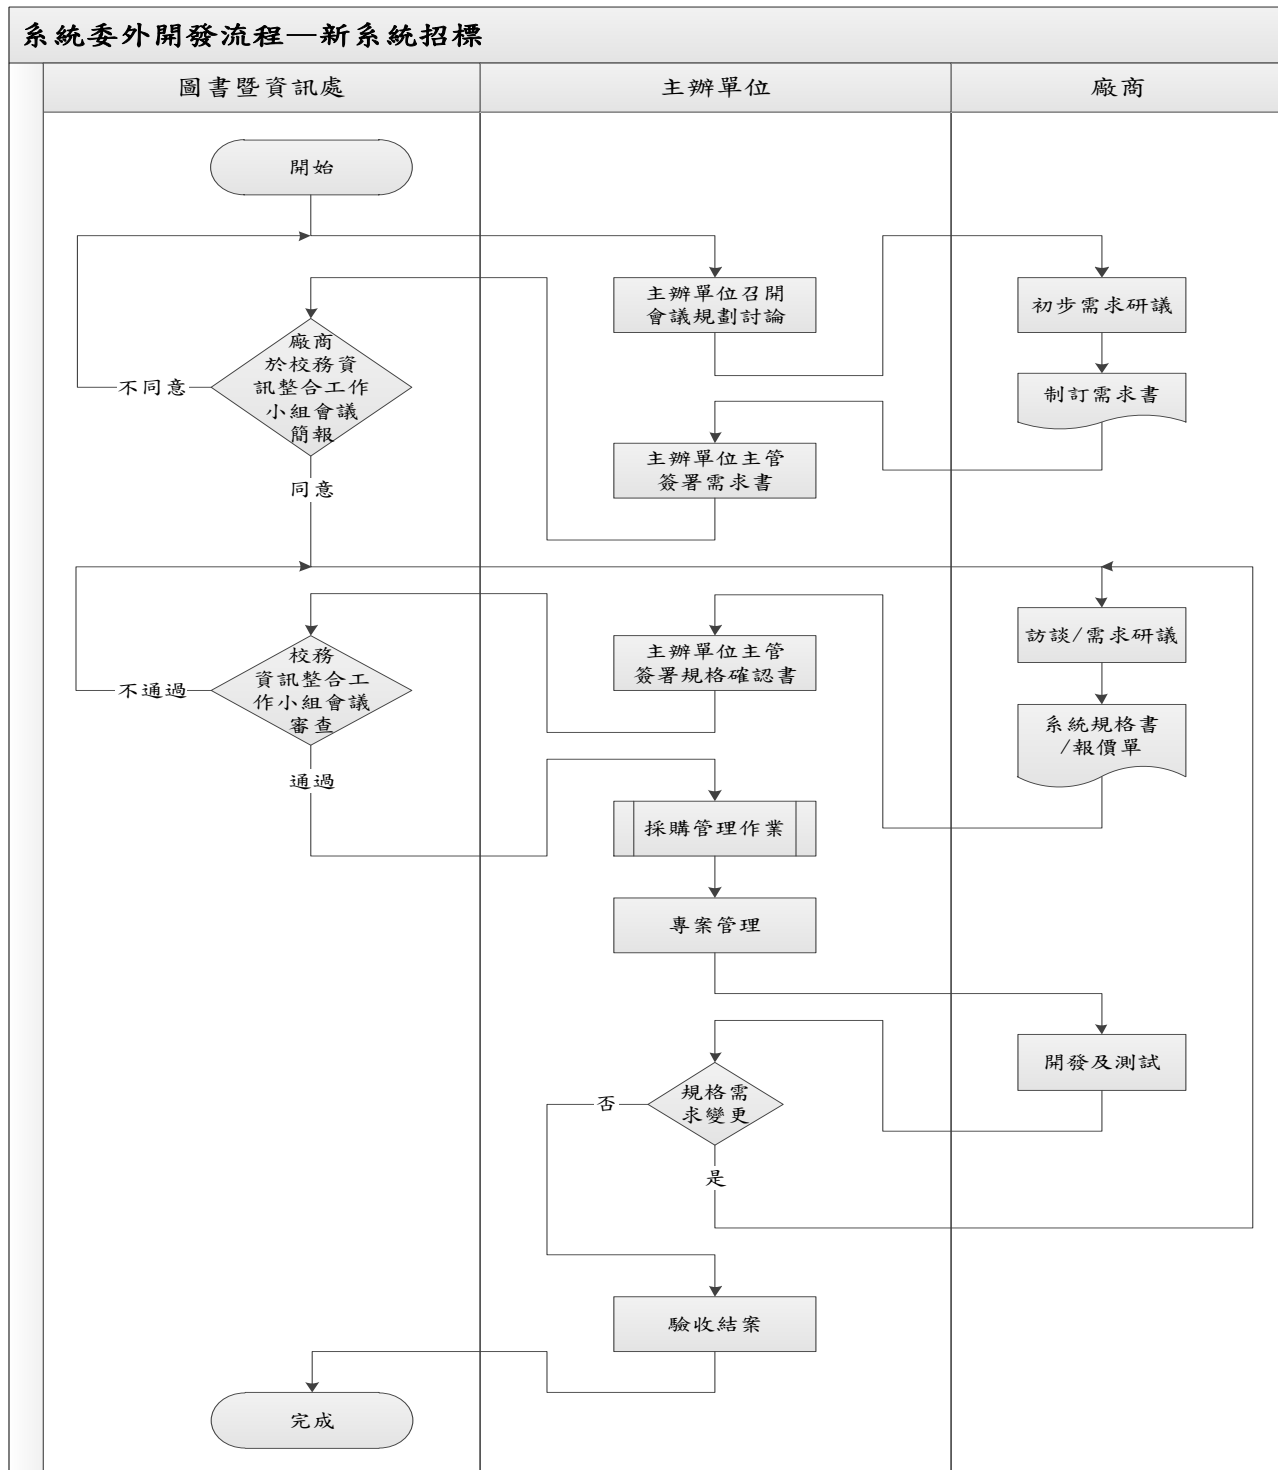 系統委外開發流程—新系統招標
圖書暨資訊處
主辦單位
廠商
開始
主辦單位召開
會議規劃討論
初步需求研議
廠商
於校務資
訊整合工作
小組會議
簡報
不同意
同意
制訂需求書
主辦單位主管
簽署需求書
訪談/需求研議
主辦單位主管
簽署規格確認書
校務
資訊整合工
作小組會議
審查
不通過
通過
系統規格書
/報價單
採購管理作業
專案管理
開發及測試
規格需
求變更
否
是
驗收結案
完成